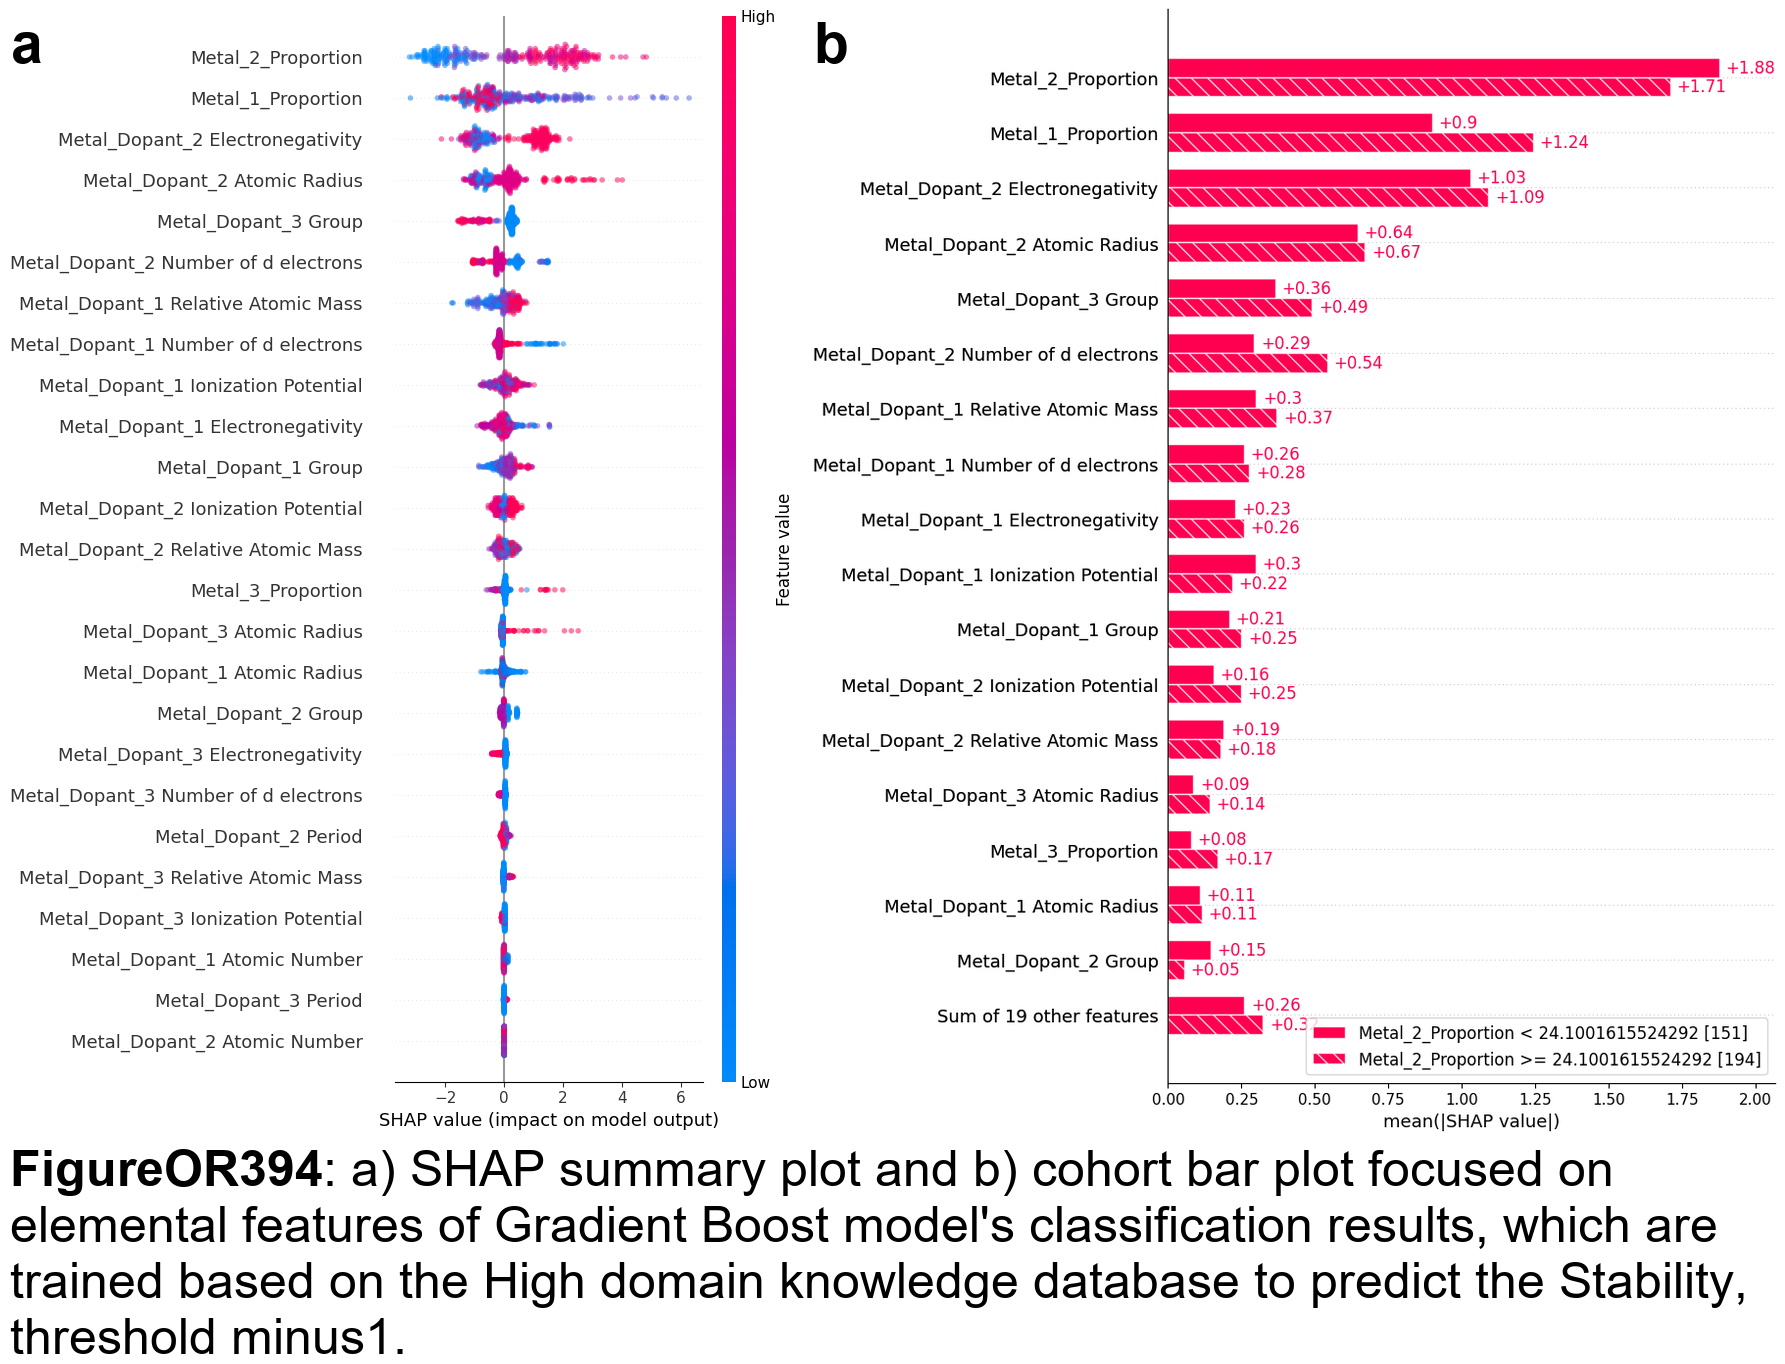 a
Metal_2_Proportion
Metal_1_Proportion
Metal_Dopant_2 Electronegativity
Metal_Dopant_2 Atomic Radius
Metal_Dopant_3 Group
Metal_Dopant_2 Number of d electrons
Metal_Dopant_1 Relative Atomic Mass
Metal_Dopant_1 Number of d electrons
Metal_Dopant_1 Ionization Potential
Metal_Dopant_1 Electronegativity
Metal_Dopant_1 Group
Metal_Dopant_2 Ionization Potential
Metal_Dopant_2 Relative Atomic Mass
Metal_3_Proportion
Metal_Dopant_3 Atomic Radius
Metal_Dopant_1 Atomic Radius
Metal_Dopant_2 Group
Metal_Dopant_3 Electronegativity
Metal_Dopant_3 Number of d electrons
Metal_Dopant_2 Period
Metal_Dopant_3 Relative Atomic Mass
Metal_Dopant_3 Ionization Potential
Metal_Dopant_1 Atomic Number
Metal_Dopant_3 Period
Metal_Dopant_2 Atomic Number
−2 0 2 4 6
SHAP value (impact on model output)
High
Feature value
Low
b
Metal_2_Proportion +1.88
+1.71
Metal_1_Proportion +0.9
+1.24
Metal_Dopant_2 Electronegativity +1.03
+1.09
Metal_Dopant_2 Atomic Radius +0.64
+0.67
Metal_Dopant_3 Group +0.36
+0.49
Metal_Dopant_2 Number of d electrons +0.29
+0.54
Metal_Dopant_1 Relative Atomic Mass +0.3
+0.37
Metal_Dopant_1 Number of d electrons +0.26
+0.28
Metal_Dopant_1 Electronegativity +0.23
+0.26
Metal_Dopant_1 Ionization Potential +0.3
+0.22
Metal_Dopant_1 Group +0.21
+0.25
Metal_Dopant_2 Ionization Potential +0.16
+0.25
Metal_Dopant_2 Relative Atomic Mass +0.19
+0.18
Metal_Dopant_3 Atomic Radius +0.09
+0.14
Metal_3_Proportion +0.08
+0.17
Metal_Dopant_1 Atomic Radius +0.11
+0.11
Metal_Dopant_2 Group +0.15
+0.05
Sum of 19 other features +0.26
Metal_2_Proportion < 24.1001615524292 [151]
Metal_2_Proportion >= 24.1001615524292 [194]
0.00 0.25 0.50 0.75 1.00 1.25 1.50 1.75 2.00
mean(|SHAP value|)
FigureOR394: a) SHAP summary plot and b) cohort bar plot focused on
elemental features of Gradient Boost model's classification results, which are
trained based on the High domain knowledge database to predict the Stability,
threshold minus1.